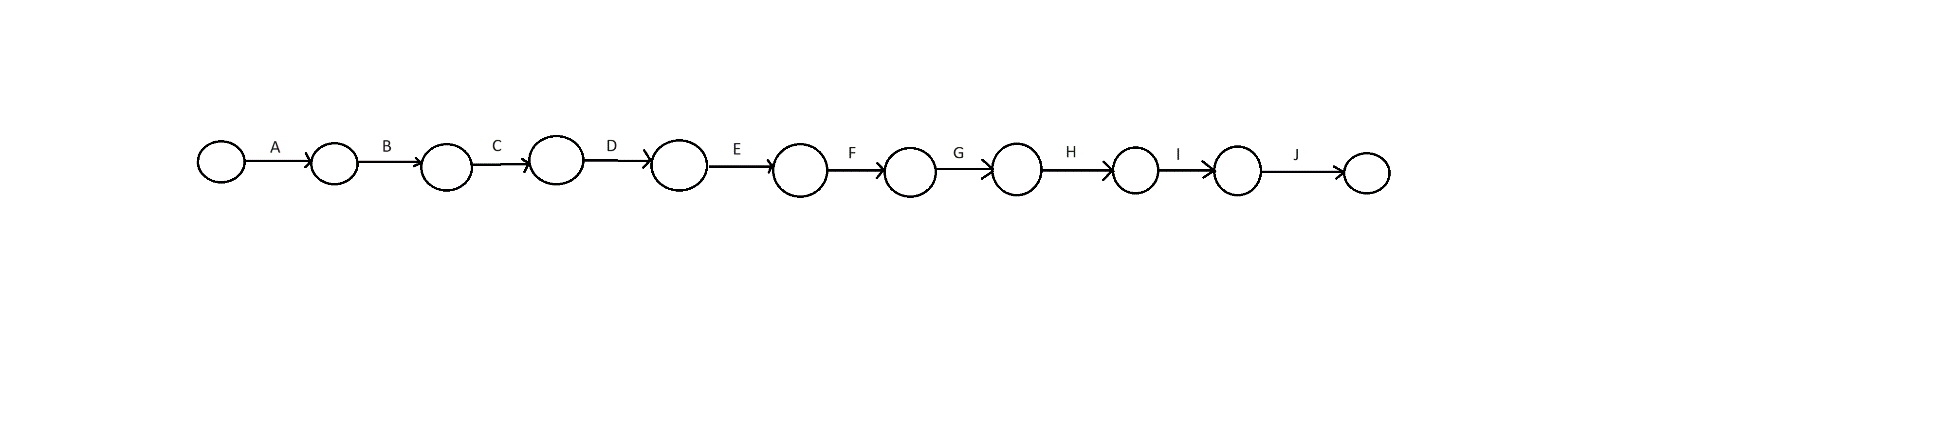 A B C D E F G H I J